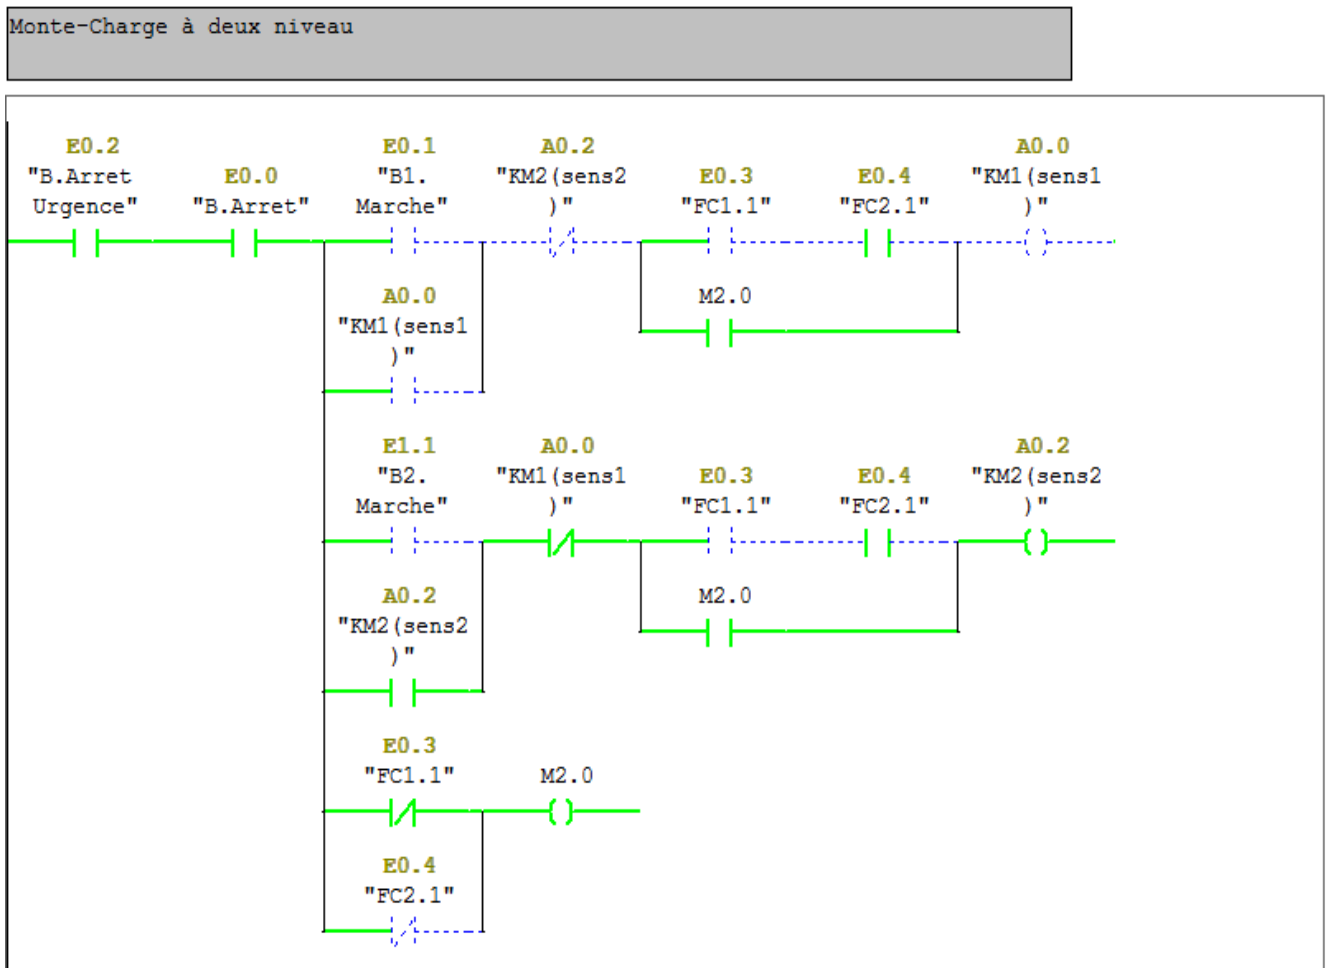 Monte-Charge à deux niveau
E0.2 E0.1 A0.2 A0.0
"B.Arret E0.0 "B1. "KM2(sens2 E0.3 E0.4 "KM1(sens1
Urgence" "B.Arret" Marche" )" "FC1.1" "FC2.1" )"
A0.0 M2.0
"KM1(sens1
)"
E1.1 A0.0 A0.2
"B2. "KM1(sens1 E0.3 E0.4 "KM2(sens2
Marche" )" "FC1.1" "FC2.1" )"
A0.2 M2.0
"KM2(sens2
)"
E0.3
"FC1.1" M2.0
E0.4
"FC2.1"